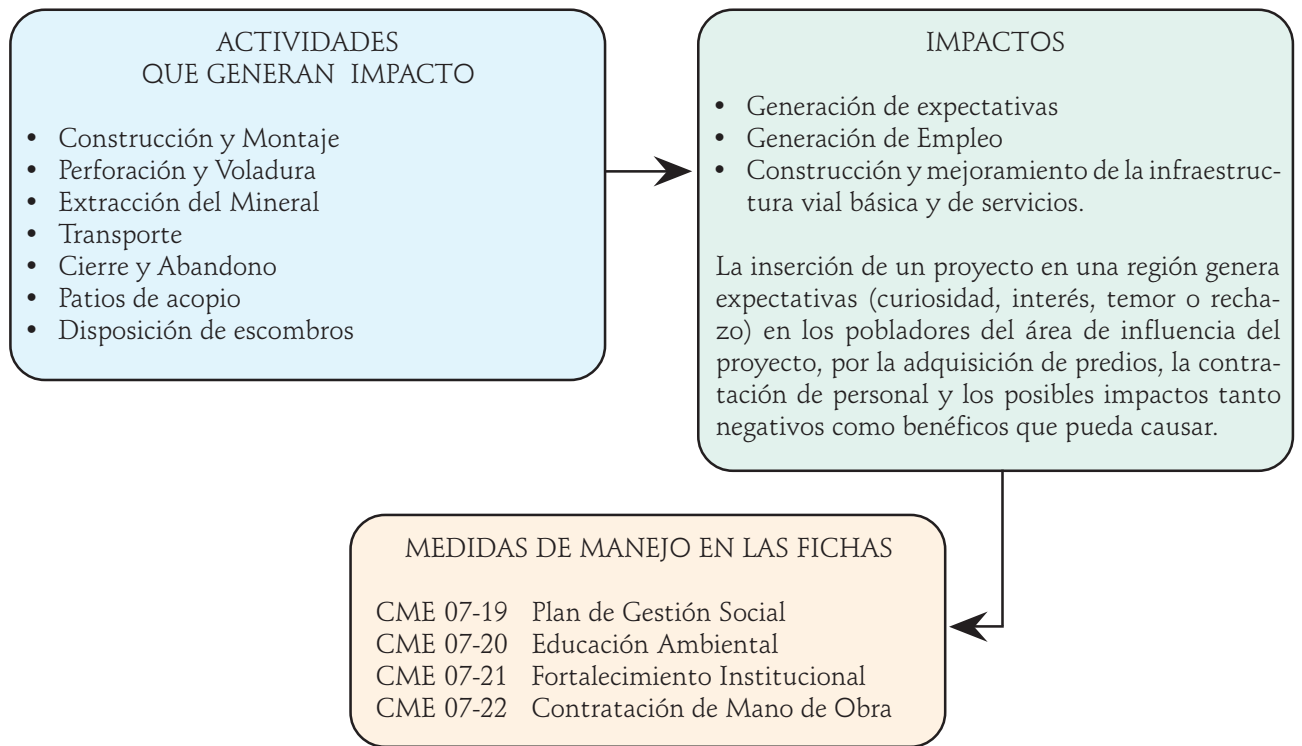 ACTIVIDADES
QUE GENERAN IMPACTO
• Construcción y Montaje
• Perforación y Voladura
• Extracción del Mineral
• Transporte
• Cierre y Abandono
• Patios de acopio
• Disposición de escombros
IMPACTOS
• Generación de expectativas
• Generación de Empleo
• Construcción y mejoramiento de la infraestruc-
tura vial básica y de servicios.
La inserción de un proyecto en una región genera
expectativas (curiosidad, interés, temor o recha-
zo) en los pobladores del área de influencia del
proyecto, por la adquisición de predios, la contra-
tación de personal y los posibles impactos tanto
negativos como benéficos que pueda causar.
MEDIDAS DE MANEJO EN LAS FICHAS
CME 07-19 Plan de Gestión Social
CME 07-20 Educación Ambiental
CME 07-21 Fortalecimiento Institucional
CME 07-22 Contratación de Mano de Obra